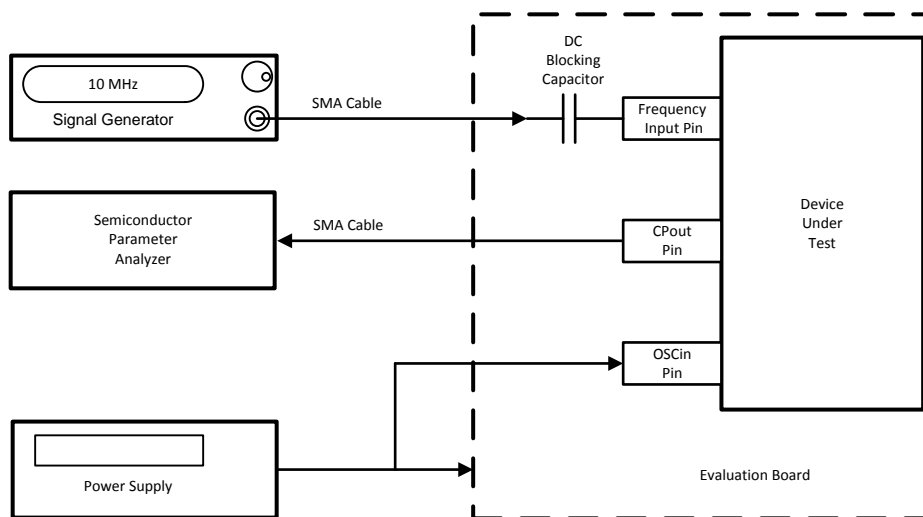 DC
Blocking
Capacitor
10 MHz
Signal Generator
SMA Cable
Frequency
Input Pin
Semiconductor
Parameter
Analyzer
SMA Cable
CPout
Pin
Device
Under
Test
OSCin
Pin
Power Supply
Evaluation Board